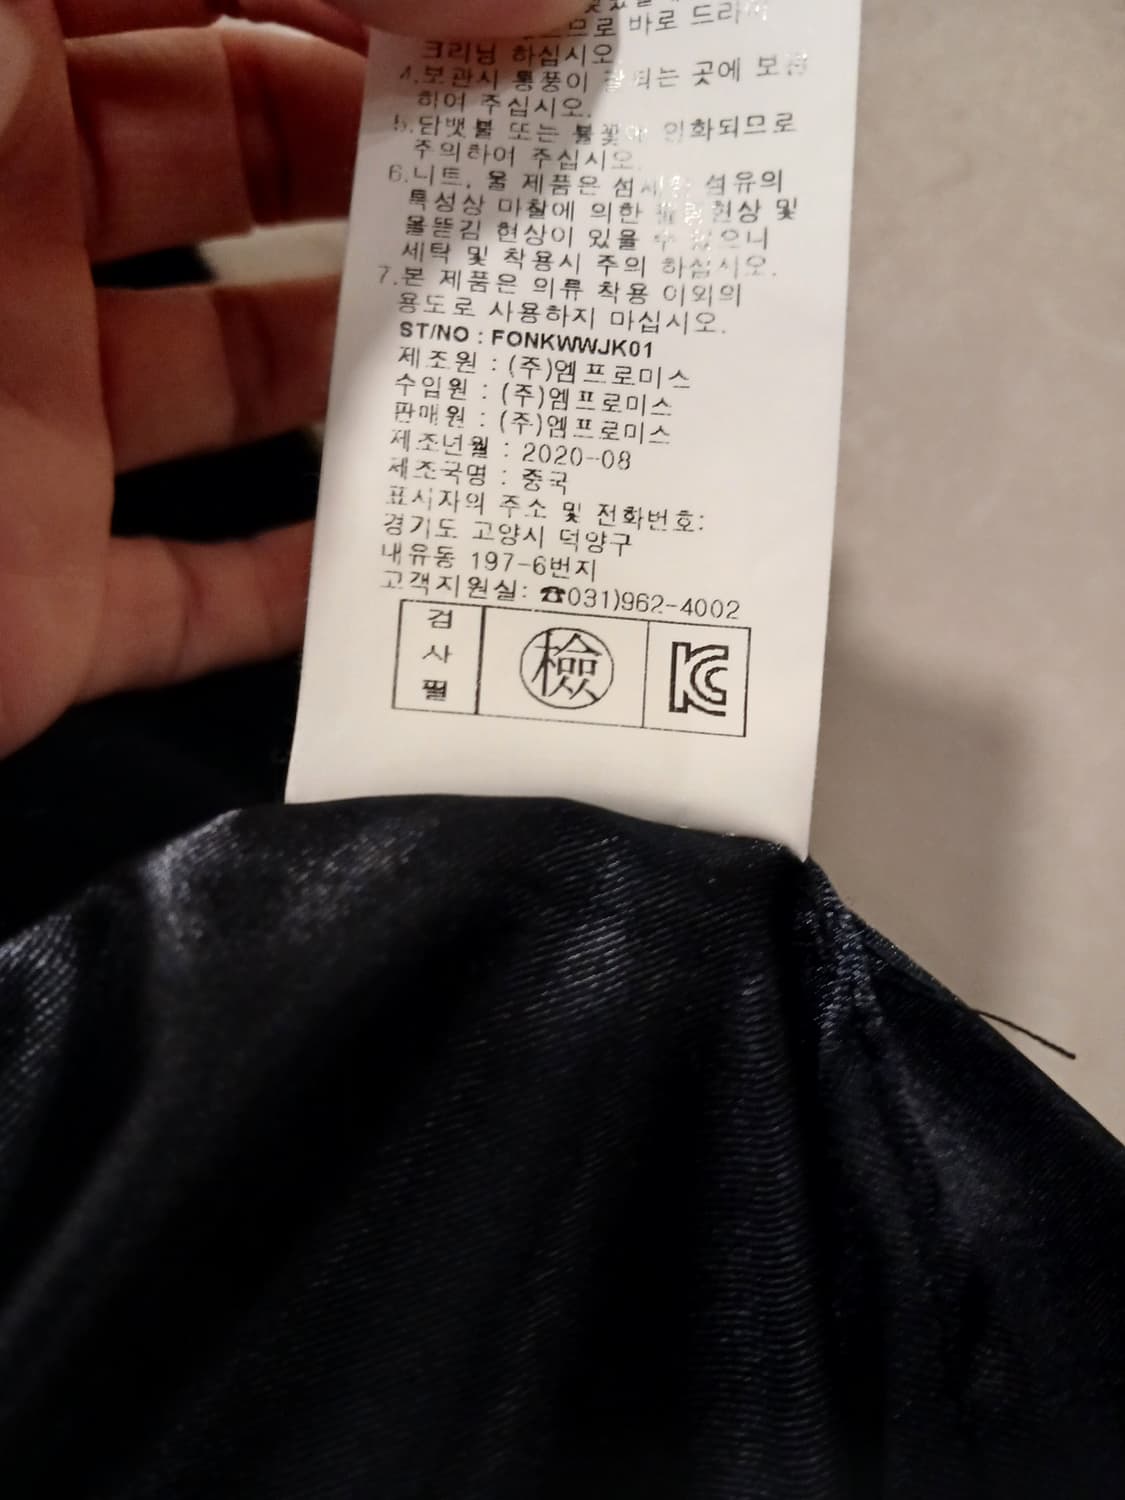 므로 바로 드라이
크리닝 하십시오
4.보관시 통풍이 잘 되는 곳에 보관
하여 주십시오.
5.담뱃불 또는 불꽃에 인화되므로
주의하여 주십시오.
6.니트, 울 제품은 섬세한 섬유의
특성상 마찰에 의한 현상 및
올뜯김 현상이 있을 수 있으니
세탁 및 착용시 주의 하십시오.
7.본 제품은 의류 착용 이외의
용도로 사용하지 마십시오.
ST/NO : FONKWWJK01
제조원 : (주)엠프로미스
수입원 : (주)엠프로미스
판매원 : (주)엠프로미스
제조년월 : 2020-08
제조국명 : 중국
표시자의 주소 및 전화번호:
경기도 고양시 덕양구
내유동 197-6번지
고객지원실: ☎031)962-4002
검사필 檢 KC